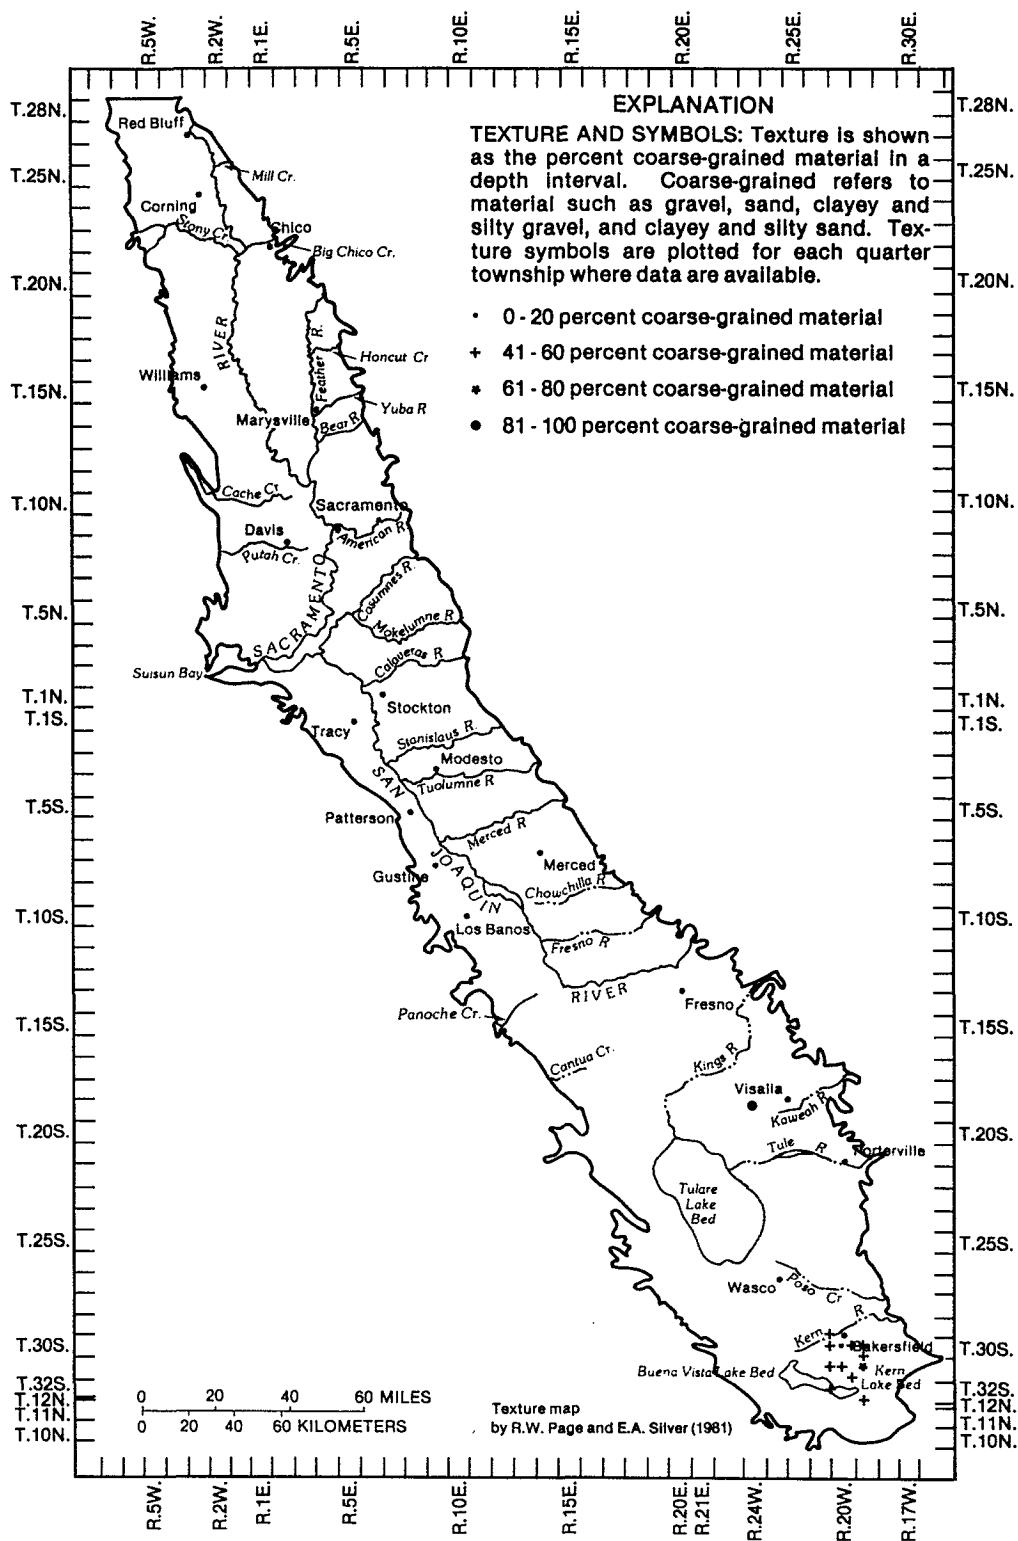 R.5W. R.2W. R.1E. R.5E. R.10E. R.15E. R.20E. R.25E. R.30E.
EXPLANATION
TEXTURE AND SYMBOLS: Texture is shown
as the percent coarse-grained material in a
depth interval. Coarse-grained refers to
material such as gravel, sand, clayey and
silty gravel, and clayey and silty sand. Tex-
ture symbols are plotted for each quarter
township where data are available.
0-20 percent coarse-grained material
+ 41-60 percent coarse-grained material
* 61-80 percent coarse-grained material
● 81-100 percent coarse-grained material
T.28N. T.28N.
Red Bluff
Mill Cr.
T.25N. T.25N.
Corning
Stony Cr.
Chico
Big Chico Cr.
T.20N. T.20N.
RIVER
Feather R.
Honcut Cr
Williams
T.15N. T.15N.
Yuba R
Marysville
Bear R
Cache Cr
T.10N. T.10N.
Sacramento
Davis
American R
Putah Cr.
SACRAMENTO
Cosumnes R.
T.5N. T.5N.
Mokelumne R
Calaveras R
Suisun Bay
T.1N. T.1N.
T.1S. T.1S.
Stockton
Tracy
Stanislaus R.
Modesto
SAN
Tuolumne R
T.5S. T.5S.
Patterson
Merced R
JOAQUIN
Merced
Gustine
Chowchilla R
T.10S. T.10S.
Los Banos
Fresno R
RIVER
Fresno
Panoche Cr.
T.15S. T.15S.
Cantua Cr.
Kings R
Visalia
Kaweah R
T.20S. T.20S.
Tule R
Porterville
Tulare
Lake
Bed
T.25S. T.25S.
Wasco
Poso Cr
Kern R
T.30S. T.30S.
Bakersfield
Buena Vista Lake Bed
Kern
Lake Bed
T.32S. T.32S.
T.12N. T.12N.
T.11N. T.11N.
T.10N. T.10N.
0 20 40 60 MILES
0 20 40 60 KILOMETERS
Texture map
by R.W. Page and E.A. Silver (1981)
R.5W. R.2W. R.1E. R.5E. R.10E. R.15E. R.20E. R.21E. R.24W. R.20W. R.17W.